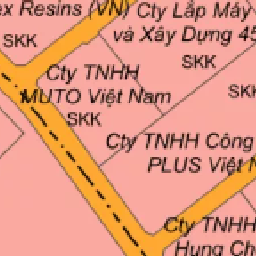 ex Resins (VN)
Cty Lắp Máy
và Xây Dựng 45
SKK
SKK
Cty TNHH
MUTO Việt Nam
SKK
SKK
Cty TNHH Công
PLUS Việt N
Cty TNHH
Hung Ch